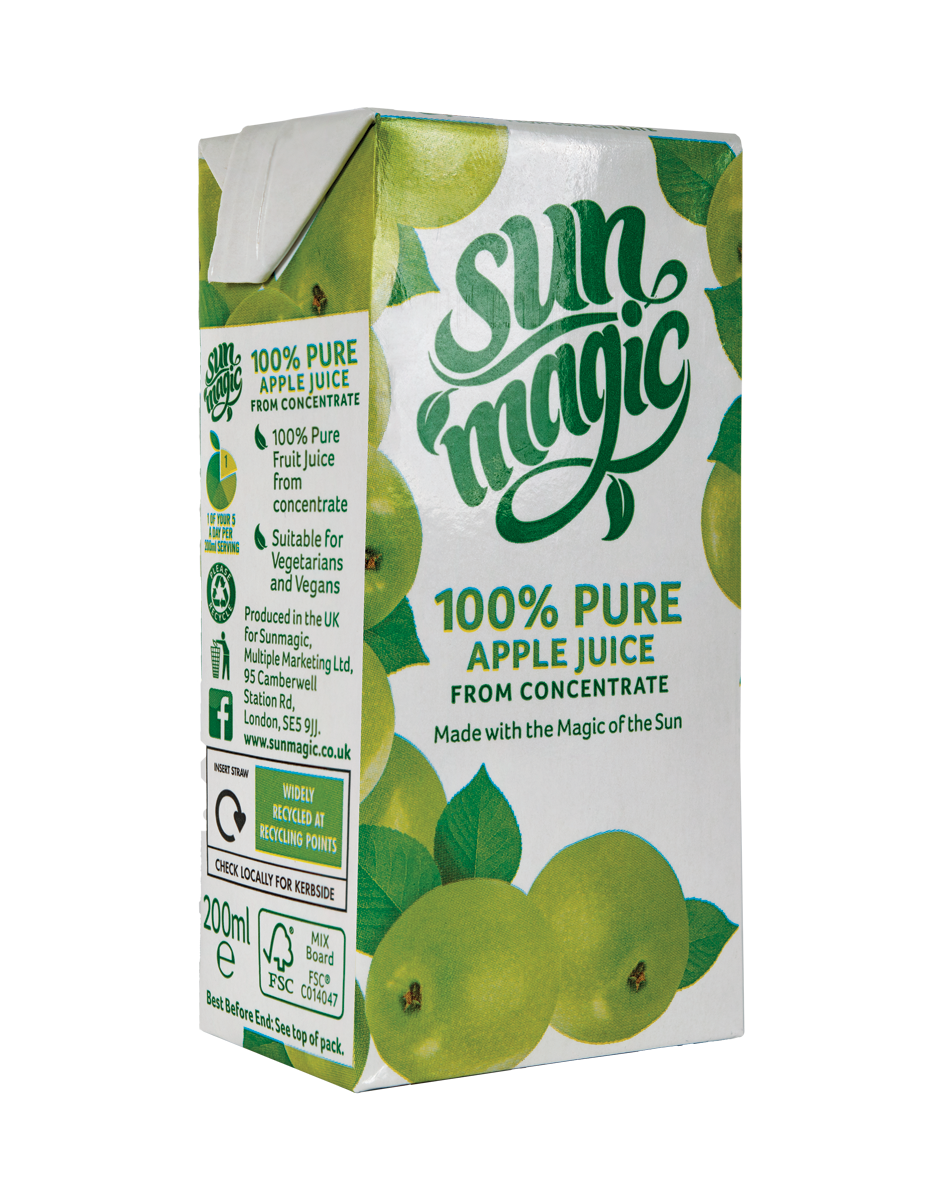 sun
magic
100% PURE
APPLE JUICE
FROM CONCENTRATE
Made with the Magic of the Sun
sun
magic
100% PURE
APPLE JUICE
FROM CONCENTRATE
100% Pure
Fruit Juice
from
concentrate
Suitable for
Vegetarians
and Vegans
1
1 OF YOUR 5
A DAY PER
200ml SERVING
PLEASE
RECYCLE
Produced in the UK
for Sunmagic,
Multiple Marketing Ltd,
95 Camberwell
Station Rd,
London, SE5 9JJ.
www.sunmagic.co.uk
INSERT STRAW
WIDELY
RECYCLED AT
RECYCLING POINTS
CHECK LOCALLY FOR KERBSIDE
200ml
e
FSC
MIX
Board
FSC®
C014047
Best Before End: See top of pack.